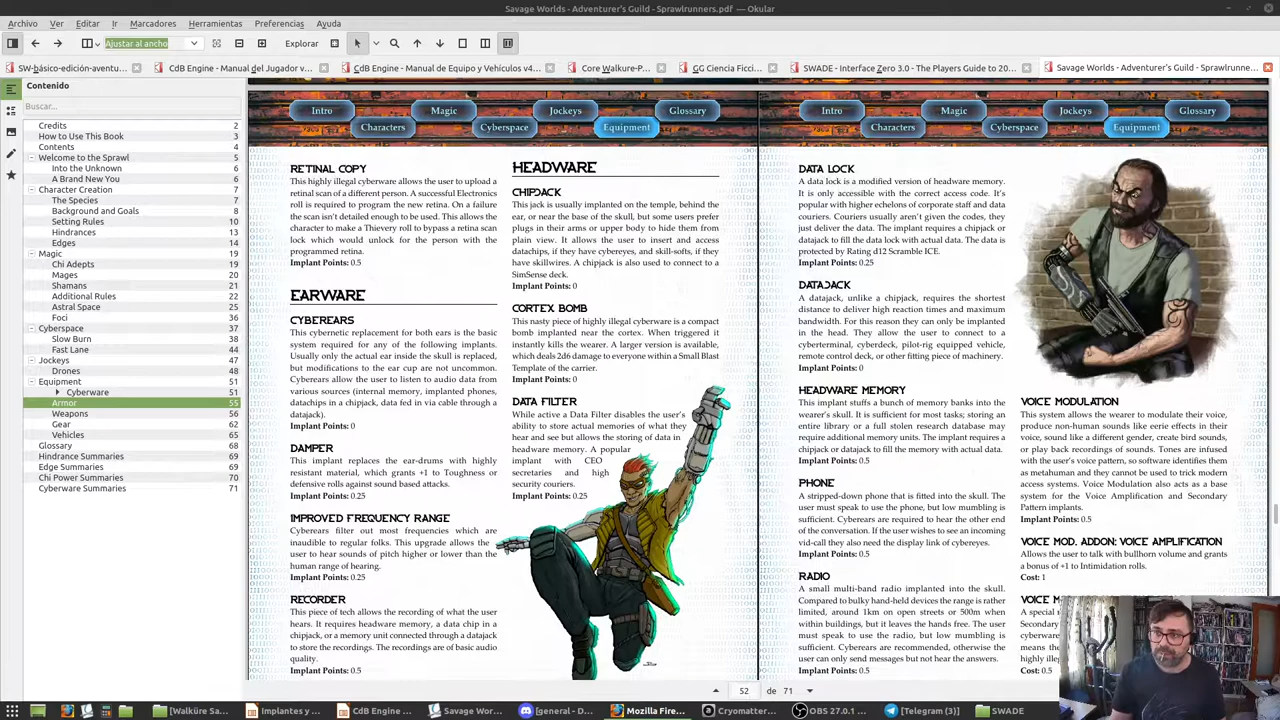 Savage Worlds - Adventurer's Guild - Sprawlrunners.pdf — Okular
Archivo Ver Editar Ir Marcadores Herramientas Preferencias Ayuda
Ajustar al ancho Explorar
SW-básico-edición-aventu... CdB Engine - Manual del Jugador v... CdB Engine - Manual de Equipo y Vehículos v4... Core Walkure-P... GG Ciencia Ficci... SWADE - Interface Zero 3.0 - The Players Guide to 20... Savage Worlds - Adventurer's Guild - Sprawlrunne...
Contenido
Buscar...
Credits 2
How to Use This Book 3
Contents 4
Welcome to the Sprawl 5
Into the Unknown 6
A Brand New You 6
Character Creation 7
The Species 7
Background and Goals 8
Setting Rules 10
Hindrances 13
Edges 14
Magic 19
Chi Adepts 19
Mages 20
Shamans 21
Additional Rules 22
Astral Space 25
Foci 36
Cyberspace 37
Slow Burn 38
Fast Lane 44
Jockeys 47
Drones 48
Equipment 51
Cyberware 51
Armor 55
Weapons 56
Gear 62
Vehicles 65
Glossary 68
Hindrance Summaries 69
Edge Summaries 69
Chi Power Summaries 70
Cyberware Summaries 71
Intro Magic Jockeys Glossary
Characters Cyberspace Equipment
RETINAL COPY
This highly illegal cyberware allows the user to upload a
retinal scan of a different person. A successful Electronics
roll is required to program the new retina. On a failure
the scan isn't detailed enough to be used. This allows the
character to make a Thievery roll to bypass a retina scan
lock which would unlock for the person with the
programmed retina.
Implant Points: 0.5
EARWARE
CYBEREARS
This cybernetic replacement for both ears is the basic
system required for any of the following implants.
Usually only the actual ear inside the skull is replaced,
but modifications to the ear cup are not uncommon.
Cyberears allow the user to listen to audio data from
various sources (internal memory, implanted phones,
datachips in a chipjack, data fed in via cable through a
datajack).
Implant Points: 0
DAMPER
This implant replaces the ear-drums with highly
resistant material, which grants +1 to Toughness or
defensive rolls against sound based attacks.
Implant Points: 0.25
IMPROVED FREQUENCY RANGE
Cyberears filter out most frequencies which are
inaudible to regular folks. This upgrade allows the
user to hear sounds of pitch higher or lower than the
human range of hearing.
Implant Points: 0.25
RECORDER
This piece of tech allows the recording of what the user
hears. It requires headware memory, a data chip in a
chipjack, or a memory unit connected through a datajack
to store the recordings. The recordings are of basic audio
quality.
Implant Points: 0.5
HEADWARE
CHIPJACK
This jack is usually implanted on the temple, behind the
ear, or near the base of the skull, but some users prefer
plugs in their arms or upper body to hide them from
plain view. It allows the user to insert and access
datachips, if they have cybereyes, and skill-softs, if they
have skillwires. A chipjack is also used to connect to a
SimSense deck.
Implant Points: 0
CORTEX BOMB
This nasty piece of highly illegal cyberware is a compact
bomb implanted near the cortex. When triggered it
instantly kills the wearer. A larger version is available,
which deals 2d6 damage to everyone within a Small Blast
Template of the carrier.
Implant Points: 0
DATA FILTER
While active a Data Filter disables the user's
ability to store actual memories of what they
hear and see but allows the storing of data in
headware memory. A popular
implant with CEO
secretaries and high
security couriers.
Implant Points: 0.25
Intro Magic Jockeys Glossary
Characters Cyberspace Equipment
DATA LOCK
A data lock is a modified version of headware memory.
It is only accessible with the correct access code. It's
popular with higher echelons of corporate staff and data
couriers. Couriers usually aren't given the codes, they
just deliver the data. The implant requires a chipjack or
datajack to fill the data lock with actual data. The data is
protected by Rating d12 Scramble ICE.
Implant Points: 0.25
DATAJACK
A datajack, unlike a chipjack, requires the shortest
distance to deliver high reaction times and maximum
bandwidth. For this reason they can only be implanted
in the head. They allow the user to connect to a
cyberterminal, cyberdeck, pilot-rig equipped vehicle,
remote control deck, or other fitting piece of machinery.
Implant Points: 0
HEADWARE MEMORY
This implant stuffs a bunch of memory banks into the
wearer's skull. It is sufficient for most tasks; storing an
entire library or a full stolen research database may
require additional memory units. The implant requires a
chipjack or datajack to fill the memory with actual data.
Implant Points: 0.5
PHONE
A stripped-down phone that is fitted into the skull. The
user must speak to use the phone, but low mumbling is
sufficient. Cyberears are required to hear the other end
of the conversation. If the user wishes to see an incoming
vid-call they also need the display link of cybereyes.
Implant Points: 0.5
RADIO
A small multi-band radio implanted into the skull.
Compared to bulky hand-held devices the range is rather
limited, around 1km on open streets or 500m when
within buildings, but it leaves the hands free. The user
must speak to use the radio, but low mumbling is
sufficient. Cyberears are recommended, otherwise the
user can only send messages but not hear the answers.
Implant Points: 0.5
VOICE MODULATION
This system allows the wearer to modulate their voice,
produce non-human sounds like eerie effects in their
voice, sound like a different gender, create bird sounds,
or play back recordings of sounds. Tones are infused
with the user's voice pattern, so software identifies them
as metahuman and they cannot be used to trick modern
access systems. Voice Modulation also acts as a base
system for the Voice Amplification and Secondary
Pattern implants.
Implant Points: 0.5
VOICE MOD. ADDON: VOICE AMPLIFICATION
Allows the user to talk with bullhorn volume and grants
a bonus of +1 to Intimidation rolls.
Cost: 1
VOICE M
A special
Secondary
cyberware
means the
highly illeg
Cost: 0.5
52 de 71
[Walküre Sa... Implantes y ... CdB Engine ... Savage Wor... [general - D... Mozilla Fire... Cryomatter... OBS 27.0.1 ... [Telegram (3)] SWADE